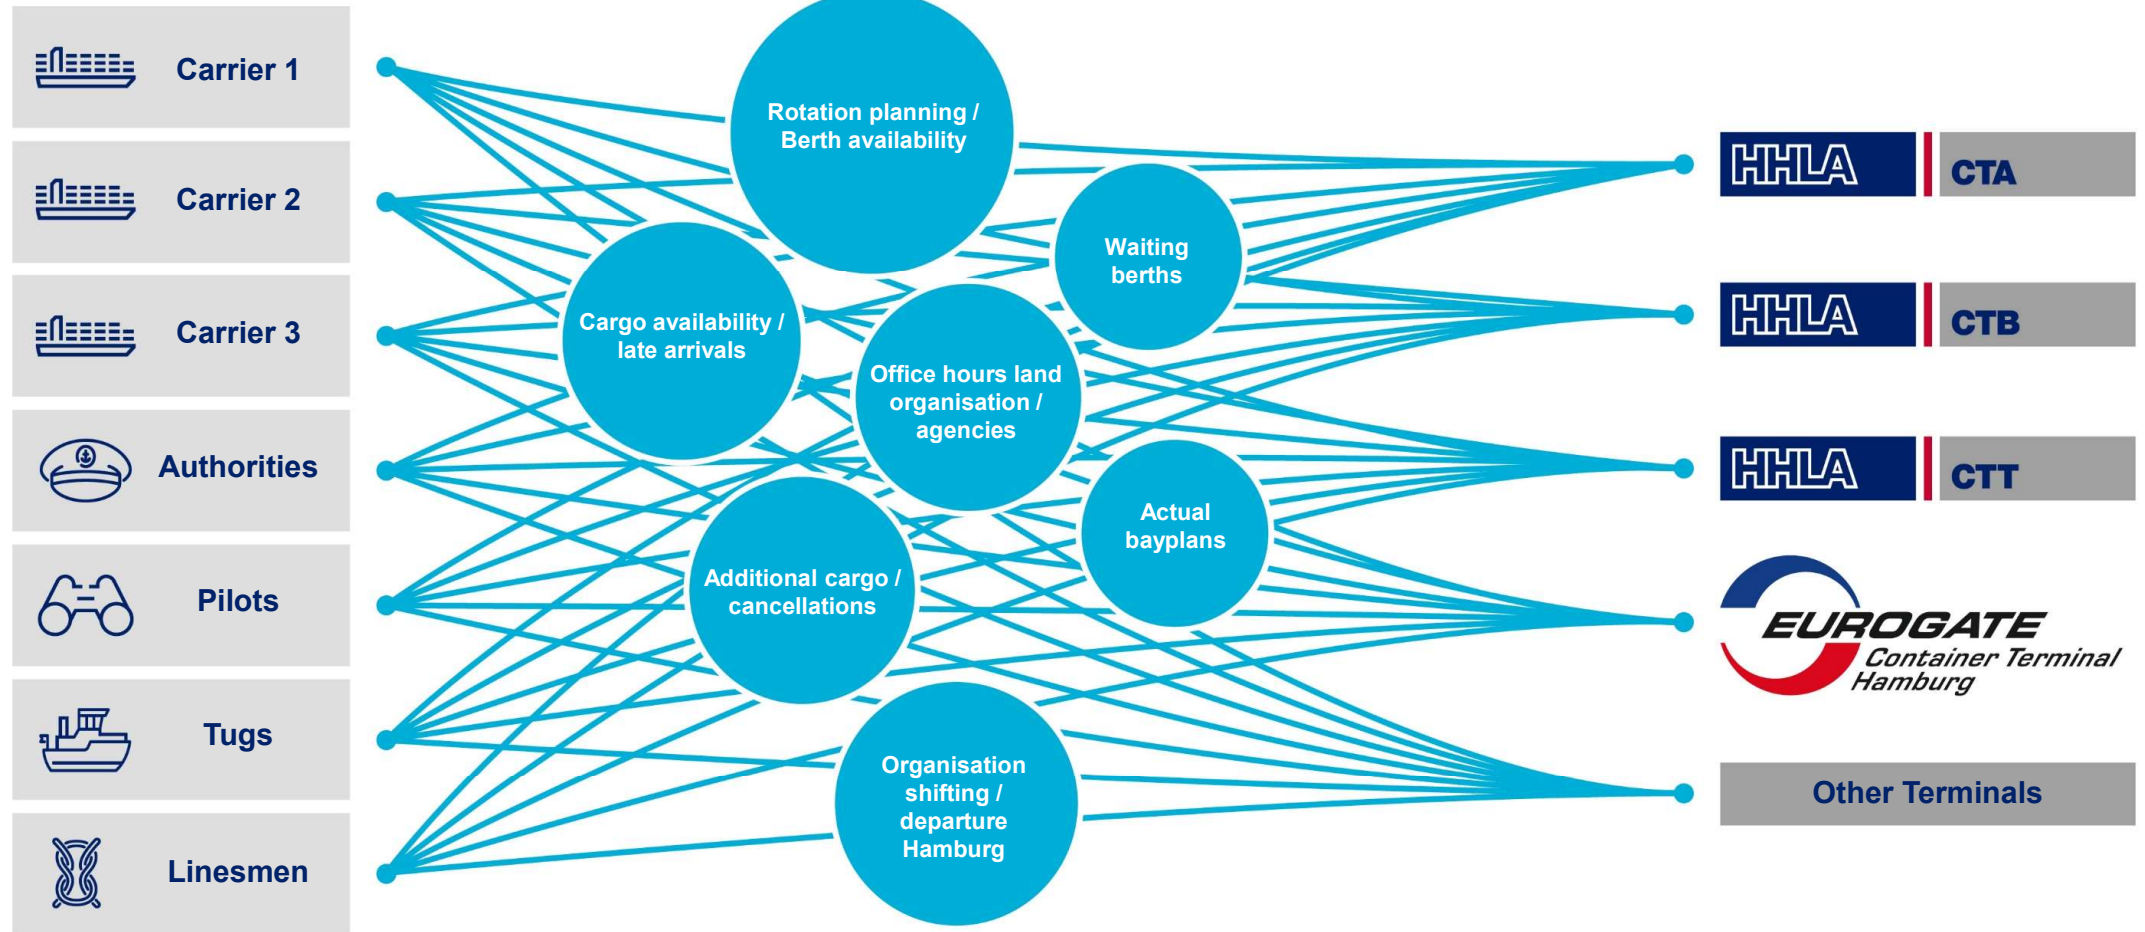 Carrier 1
Carrier 2
Carrier 3
Authorities
Pilots
Tugs
Linesmen
Rotation planning /
Berth availability
Waiting
berths
Cargo availability /
late arrivals
Office hours land
organisation /
agencies
Actual
bayplans
Additional cargo /
cancellations
Organisation
shifting /
departure
Hamburg
HHLA CTA
HHLA CTB
HHLA CTT
EUROGATE
Container Terminal
Hamburg
Other Terminals